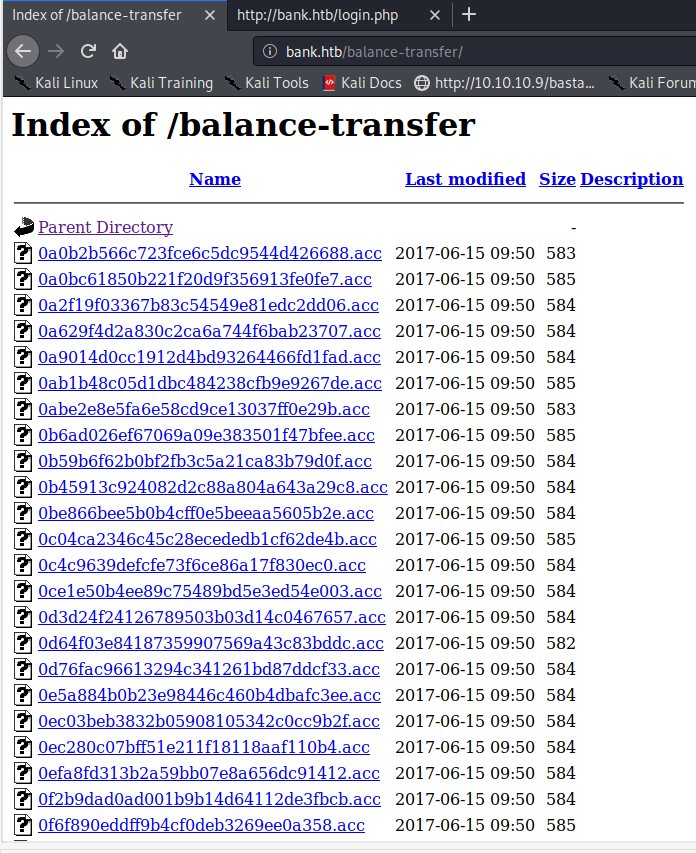 Index of /balance-transfer × http://bank.htb/login.php × +
bank.htb/balance-transfer/
Kali Linux Kali Training Kali Tools Kali Docs http://10.10.10.9/basta... Kali Forum
Index of /balance-transfer
Name Last modified Size Description
Parent Directory -
0a0b2b566c723fce6c5dc9544d426688.acc 2017-06-15 09:50 583
0a0bc61850b221f20d9f356913fe0fe7.acc 2017-06-15 09:50 585
0a2f19f03367b83c54549e81edc2dd06.acc 2017-06-15 09:50 584
0a629f4d2a830c2ca6a744f6bab23707.acc 2017-06-15 09:50 584
0a9014d0cc1912d4bd93264466fd1fad.acc 2017-06-15 09:50 584
0ab1b48c05d1dbc484238cfb9e9267de.acc 2017-06-15 09:50 585
0abe2e8e5fa6e58cd9ce13037ff0e29b.acc 2017-06-15 09:50 583
0b6ad026ef67069a09e383501f47bfee.acc 2017-06-15 09:50 585
0b59b6f62b0bf2fb3c5a21ca83b79d0f.acc 2017-06-15 09:50 584
0b45913c924082d2c88a804a643a29c8.acc 2017-06-15 09:50 584
0be866bee5b0b4cff0e5beeaa5605b2e.acc 2017-06-15 09:50 584
0c04ca2346c45c28ecededb1cf62de4b.acc 2017-06-15 09:50 585
0c4c9639defcfe73f6ce86a17f830ec0.acc 2017-06-15 09:50 584
0ce1e50b4ee89c75489bd5e3ed54e003.acc 2017-06-15 09:50 584
0d3d24f24126789503b03d14c0467657.acc 2017-06-15 09:50 584
0d64f03e84187359907569a43c83bddc.acc 2017-06-15 09:50 582
0d76fac96613294c341261bd87ddcf33.acc 2017-06-15 09:50 584
0e5a884b0b23e98446c460b4dbafc3ee.acc 2017-06-15 09:50 584
0ec03beb3832b05908105342c0cc9b2f.acc 2017-06-15 09:50 584
0ec280c07bff51e211f18118aaf110b4.acc 2017-06-15 09:50 584
0efa8fd313b2a59bb07e8a656dc91412.acc 2017-06-15 09:50 584
0f2b9dad0ad001b9b14d64112de3fbcb.acc 2017-06-15 09:50 584
0f6f890eddff9b4cf0deb3269ee0a358.acc 2017-06-15 09:50 585